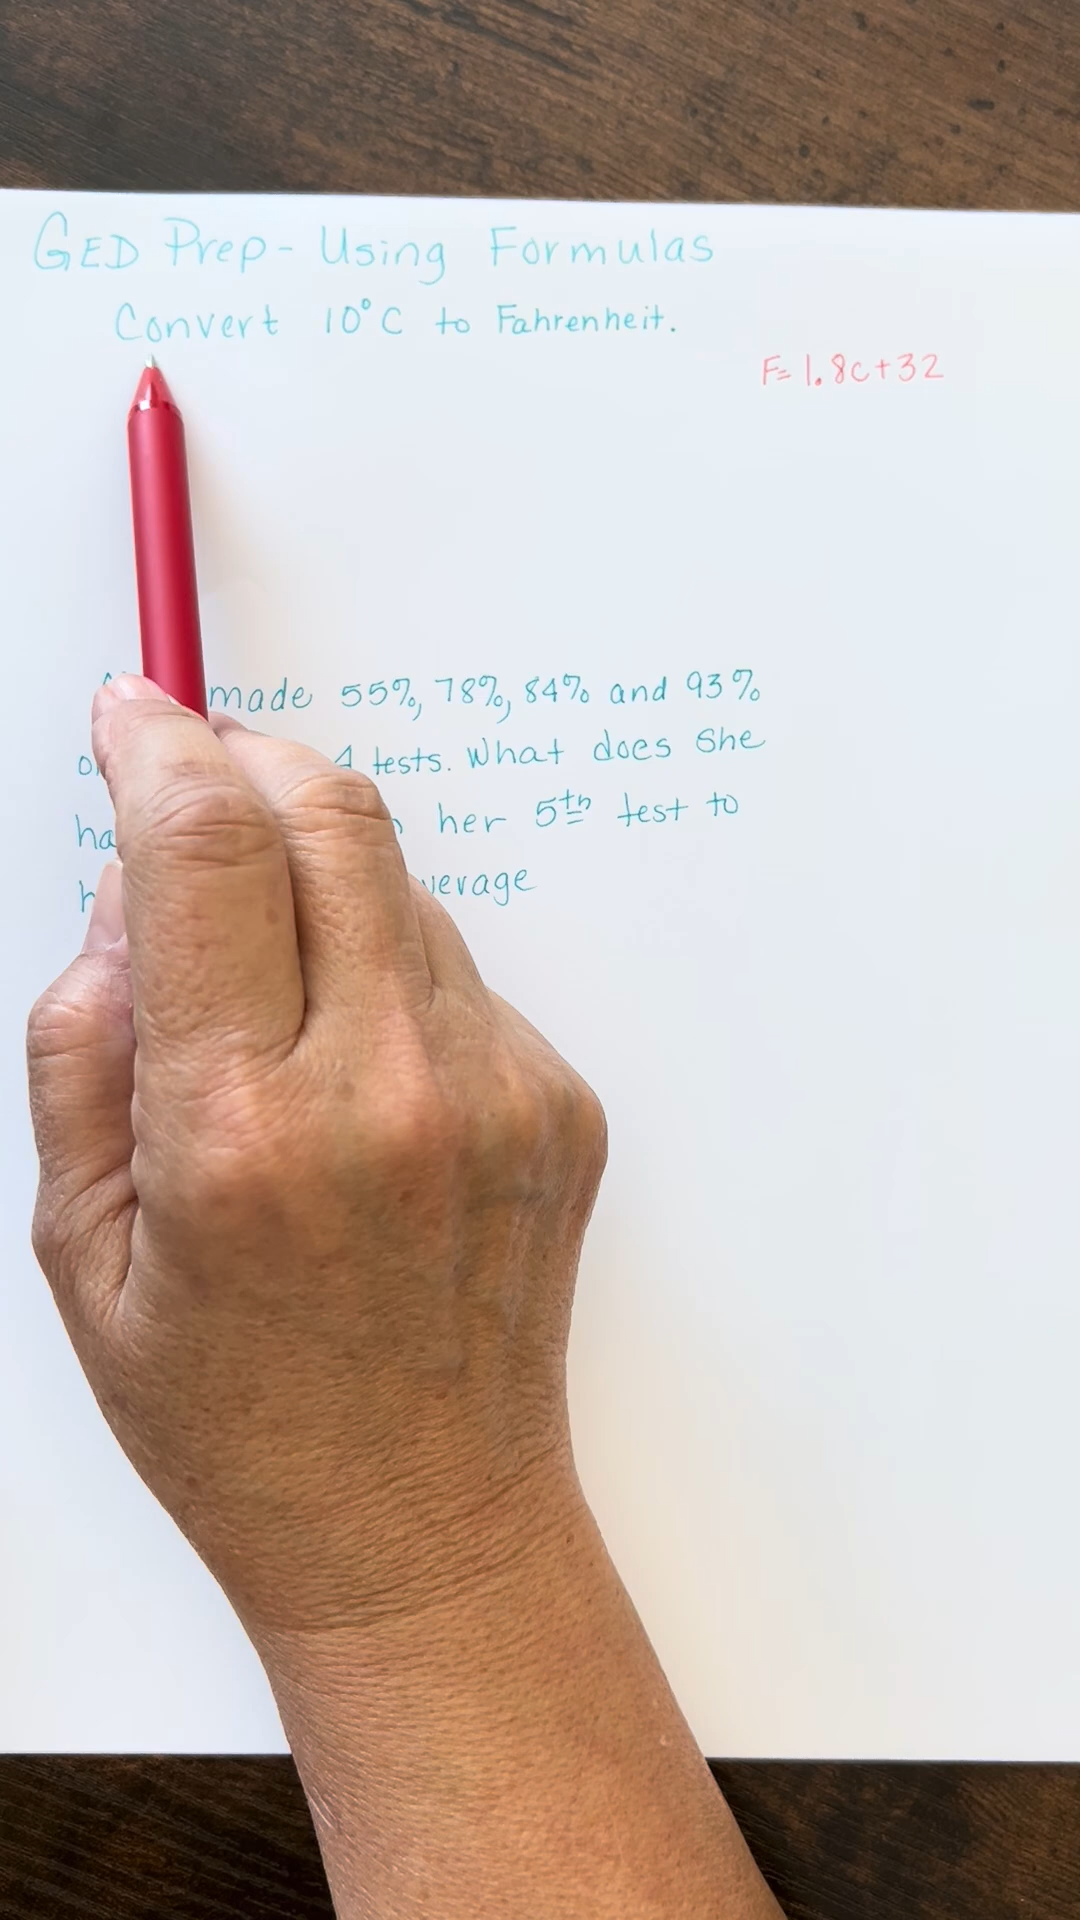 GED Prep - Using Formulas
Convert 10°C to Fahrenheit.
F= 1.8c+32
made 55%, 78%, 84% and 93%
4 tests. What does she
her 5th test to